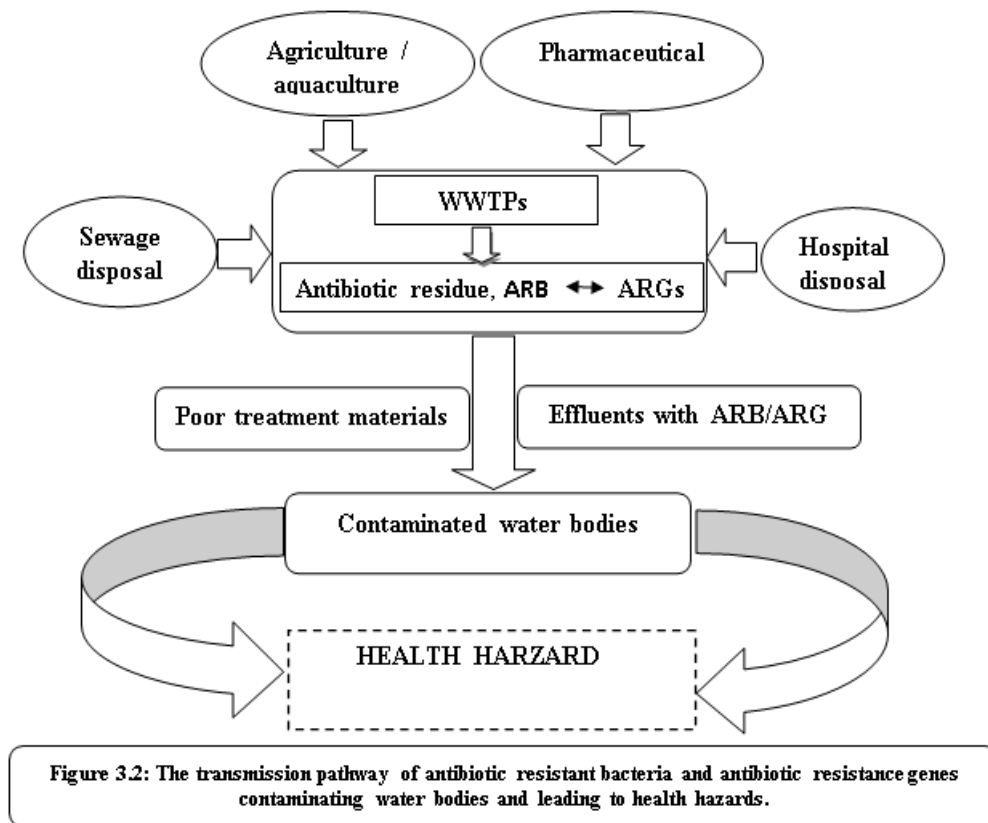 Agriculture /
aquaculture
Pharmaceutical
WWTPs
Sewage
disposal
Hospital
disposal
Antibiotic residue, ARB ↔ ARGs
Poor treatment materials
Effluents with ARB/ARG
Contaminated water bodies
HEALTH HARZARD
Figure 3.2: The transmission pathway of antibiotic resistant bacteria and antibiotic resistance genes
contaminating water bodies and leading to health hazards.